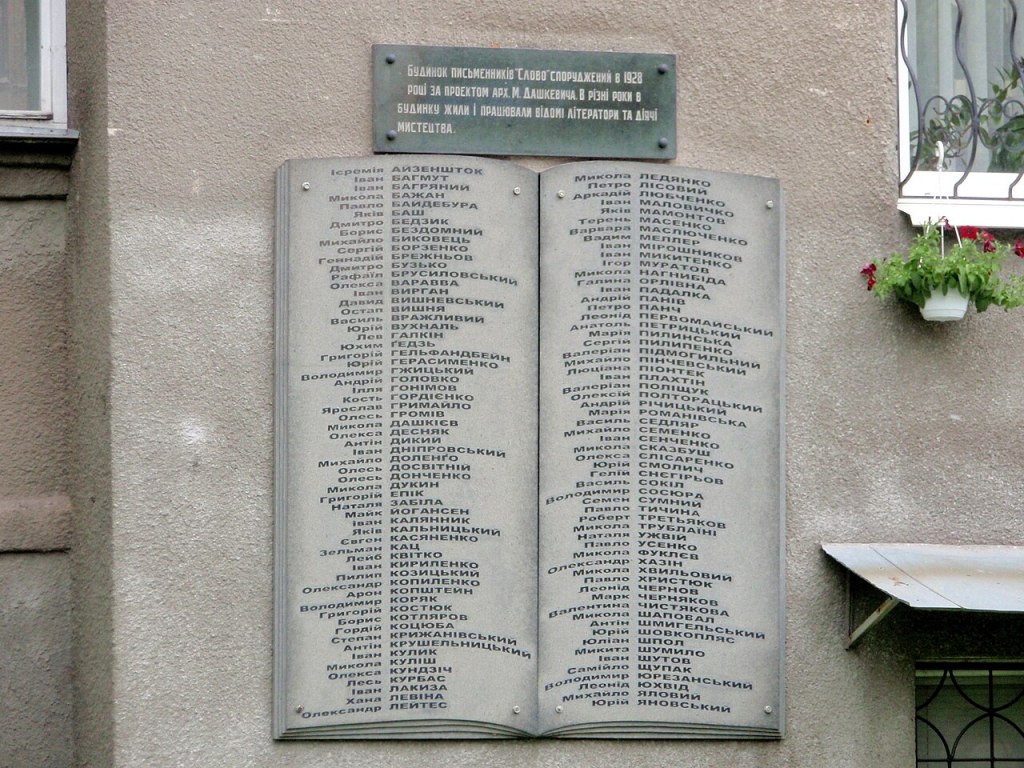 Будинок письменників "Слово" споруджений в 1928
році за проектом арх. М. Дашкевича. В різні роки в
будинку жили і працювали відомі літератори та діячі
мистецтва.
Ієремія АЙЗЕНШТОК
Іван БАГМУТ
Іван БАГРЯНИЙ
Микола БАЖАН
Павло БАЙДЕБУРА
Яків БАШ
Дмитро БЕДЗИК
Борис БЕЗДОМНИЙ
Михайло БИКОВЕЦЬ
Сергій БОРЗЕНКО
Геннадій БРЕЖНЬОВ
Дмитро БУЗЬКО
Рафаїл БРУСИЛОВСЬКИЙ
Олекса ВАРАВВА
Іван ВИРГАН
Давид ВИШНЕВСЬКИЙ
Остап ВИШНЯ
Василь ВРАЖЛИВИЙ
Юрій ВУХНАЛЬ
Лев ГАЛКІН
Юхим ҐЕДЗЬ
Григорій ГЕЛЬФАНДБЕЙН
Юрій ГЕРАСИМЕНКО
Володимир ГЖИЦЬКИЙ
Андрій ГОЛОВКО
Ілля ГОНІМОВ
Кость ГОРДІЄНКО
Ярослав ГРИМАЙЛО
Олесь ГРОМІВ
Микола ДАШКІЄВ
Олекса ДЕСНЯК
Антін ДИКИЙ
Іван ДНІПРОВСЬКИЙ
Михайло ДОЛЕНҐО
Олесь ДОСВІТНІЙ
Олесь ДОНЧЕНКО
Микола ДУКИН
Григорій ЕПІК
Наталя ЗАБІЛА
Майк ЙОГАНСЕН
Іван КАЛЯННИК
Яків КАЛЬНИЦЬКИЙ
Євген КАСЯНЕНКО
Зельман КАЦ
Лейб КВІТКО
Іван КИРИЛЕНКО
Пилип КОЗИЦЬКИЙ
Олександр КОПИЛЕНКО
Арон КОПШТЕЙН
Володимир КОРЯК
Григорій КОСТЮК
Борис КОТЛЯРОВ
Гордій КОЦЮБА
Степан КРИЖАНІВСЬКИЙ
Антін КРУШЕЛЬНИЦЬКИЙ
Іван КУЛИК
Микола КУЛІШ
Олекса КУНДЗІЧ
Лесь КУРБАС
Іван ЛАКИЗА
Хана ЛЕВІНА
Олександр ЛЕЙТЕС
Микола ЛЕДЯНКО
Петро ЛІСОВИЙ
Аркадій ЛЮБЧЕНКО
Іван МАЛОВІЧКО
Яків МАМОНТОВ
Терень МАСЕНКО
Варвара МАСЛЮЧЕНКО
Вадим МЕЛЛЕР
Іван МІРОШНИКОВ
Іван МИКИТЕНКО
Ігор МУРАТОВ
Микола НАГНИБІДА
Галина ОРЛІВНА
Іван ПАДАЛКА
Андрій ПАНІВ
Петро ПАНЧ
Леонід ПЕРВОМАЙСЬКИЙ
Анатоль ПЕТРИЦЬКИЙ
Марія ПИЛИНСЬКА
Сергій ПИЛИПЕНКО
Валеріан ПІДМОГИЛЬНИЙ
Михайло ПІНЧЕВСЬКИЙ
Люціана ПІОНТЕК
Іван ПЛАХТІН
Валеріан ПОЛІЩУК
Олексій ПОЛТОРАЦЬКИЙ
Андрій РІЧИЦЬКИЙ
Марія РОМАНІВСЬКА
Василь СЕДЛЯР
Михайло СЕМЕНКО
Іван СЕНЧЕНКО
Микола СКАЗБУШ
Олекса СЛІСАРЕНКО
Юрій СМОЛИЧ
Гелій СНЄГІРЬОВ
Василь СОКІЛ
Володимир СОСЮРА
Семен СУМНИЙ
Павло ТИЧИНА
Роберт ТРЕТЬЯКОВ
Микола ТРУБЛАЇНІ
Наталя УЖВІЙ
Павло УСЕНКО
Микола ФУКЛЄВ
Олександр ХАЗІН
Микола ХВИЛЬОВИЙ
Павло ХРИСТЮК
Леонід ЧЕРНОВ
Марк ЧЕРНЯКОВ
Валентина ЧИСТЯКОВА
Микола ШАПОВАЛ
Антін ШМИГЕЛЬСЬКИЙ
Юрій ШОВКОПЛЯС
Юліан ШПОЛ
Микита ШУМИЛО
Іван ШУТОВ
Самійло ЩУПАК
Володимир ЮРЕЗАНСЬКИЙ
Леонід ЮХВІД
Михайло ЯЛОВИЙ
Юрій ЯНОВСЬКИЙ